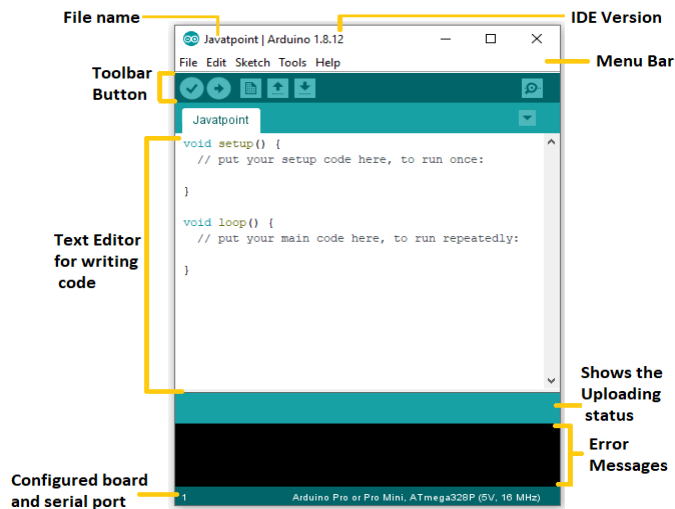 File name
IDE Version
Javatpoint | Arduino 1.8.12
File Edit Sketch Tools Help
Menu Bar
Toolbar
Button
Javatpoint
void setup() {
// put your setup code here, to run once:
}
void loop() {
// put your main code here, to run repeatedly:
}
Text Editor
for writing
code
Shows the
Uploading
status
Error
Messages
Configured board
and serial port
1
Arduino Pro or Pro Mini, ATmega328P (5V, 16 MHz)